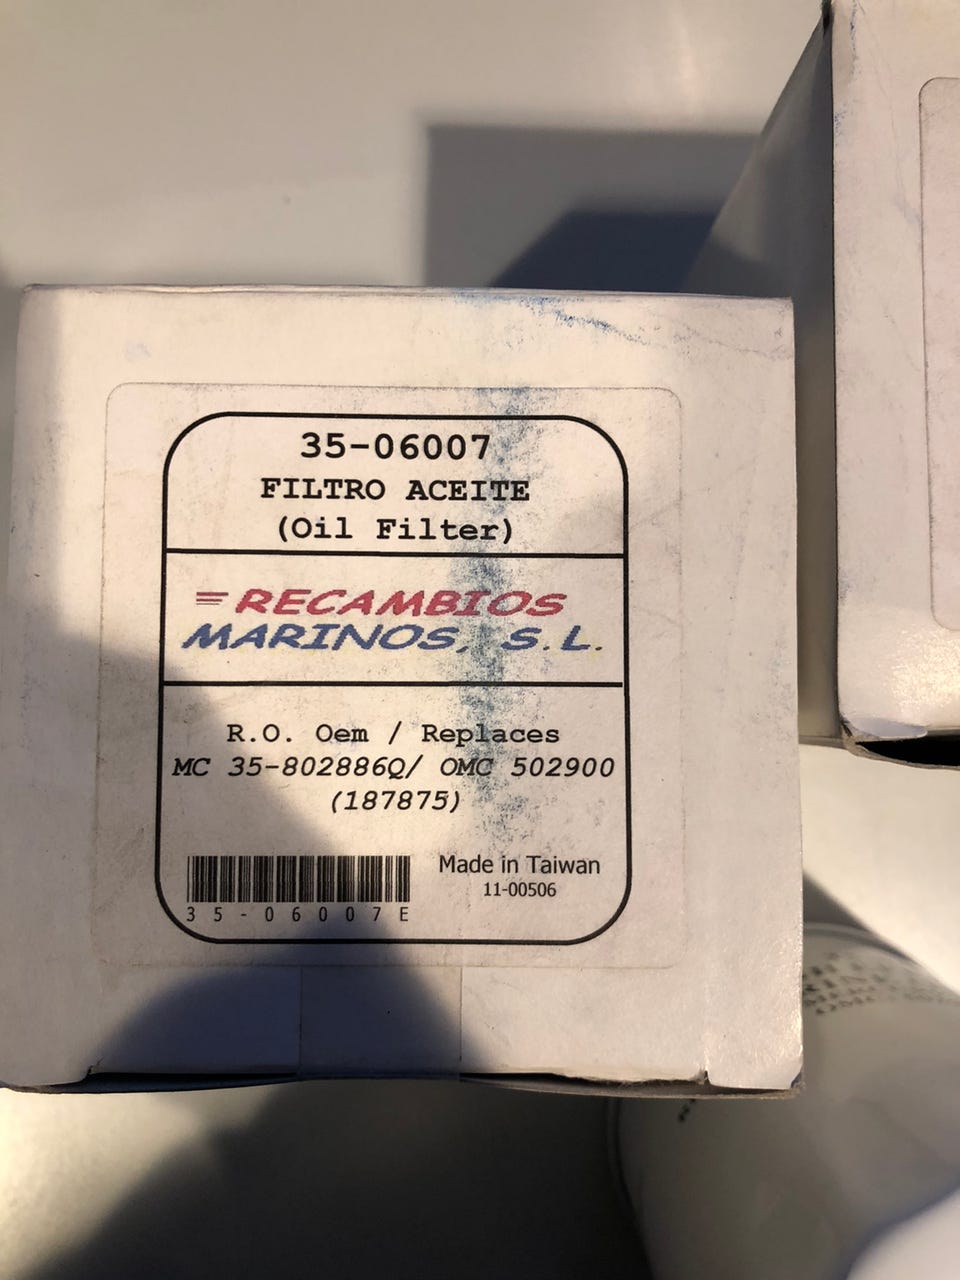 35-06007
FILTRO ACEITE
(Oil Filter)
RECAMBIOS
MARINOS, S.L.
R.O. Oem / Replaces
MC 35-802886Q/ OMC 502900
(187875)
Made in Taiwan
11-00506
35-06007E